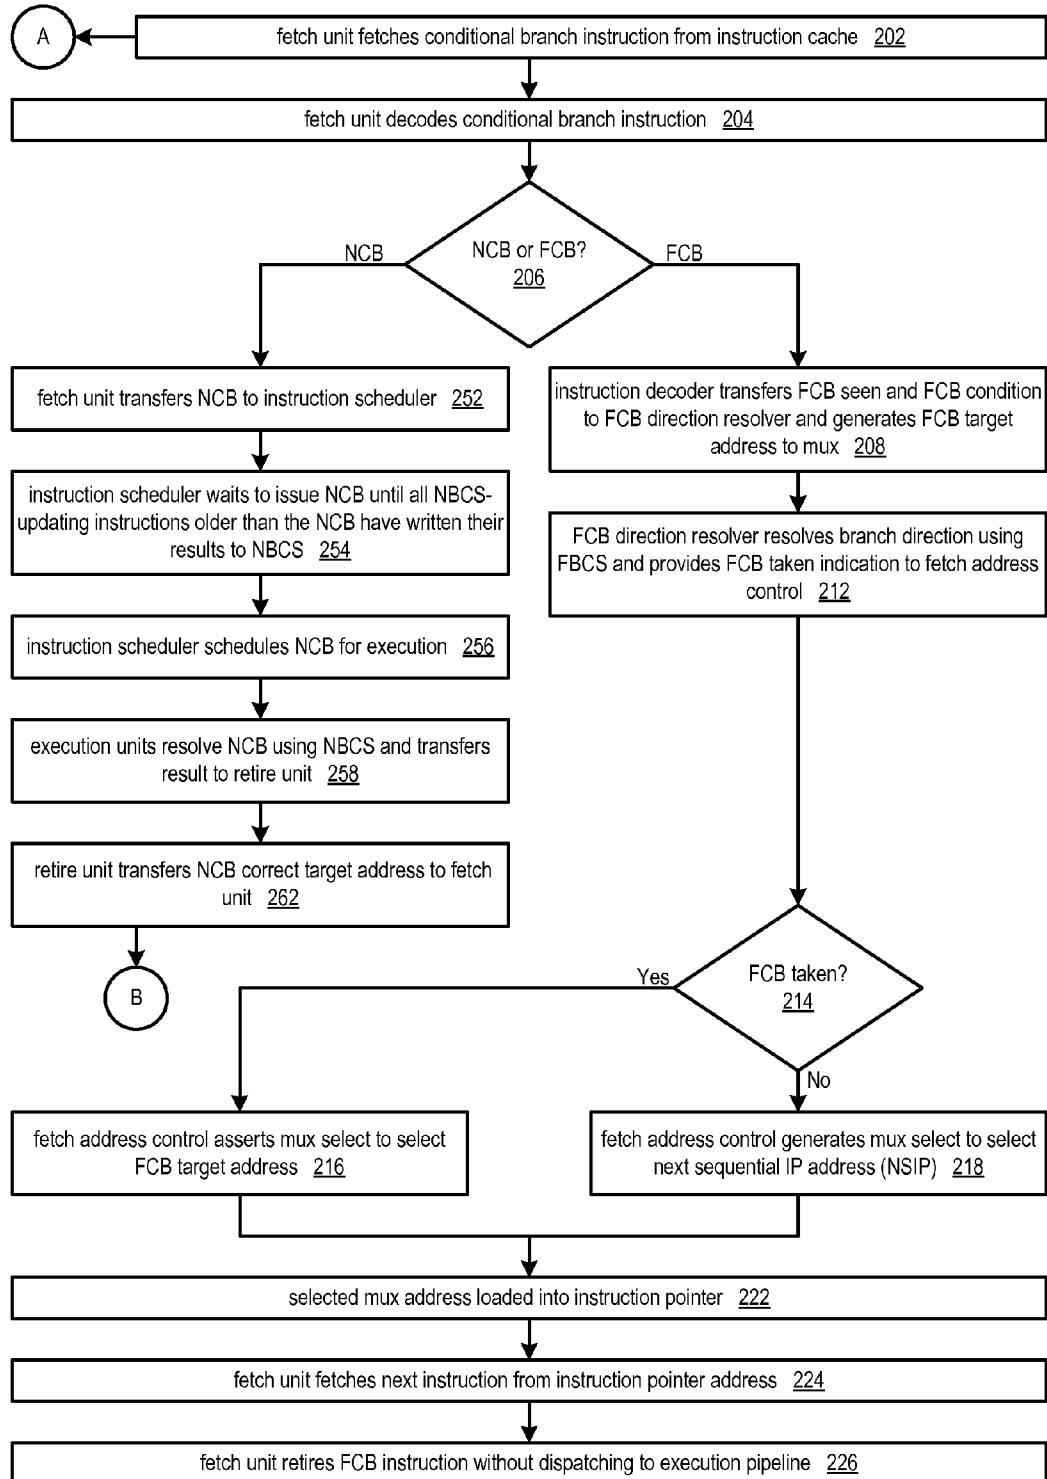 A
fetch unit fetches conditional branch instruction from instruction cache 202
fetch unit decodes conditional branch instruction 204
NCB or FCB?
206
NCB
FCB
fetch unit transfers NCB to instruction scheduler 252
instruction scheduler waits to issue NCB until all NBCS-
updating instructions older than the NCB have written their
results to NBCS 254
instruction scheduler schedules NCB for execution 256
execution units resolve NCB using NBCS and transfers
result to retire unit 258
retire unit transfers NCB correct target address to fetch
unit 262
B
instruction decoder transfers FCB seen and FCB condition
to FCB direction resolver and generates FCB target
address to mux 208
FCB direction resolver resolves branch direction using
FBCS and provides FCB taken indication to fetch address
control 212
FCB taken?
214
Yes
No
fetch address control asserts mux select to select
FCB target address 216
fetch address control generates mux select to select
next sequential IP address (NSIP) 218
selected mux address loaded into instruction pointer 222
fetch unit fetches next instruction from instruction pointer address 224
fetch unit retires FCB instruction without dispatching to execution pipeline 226